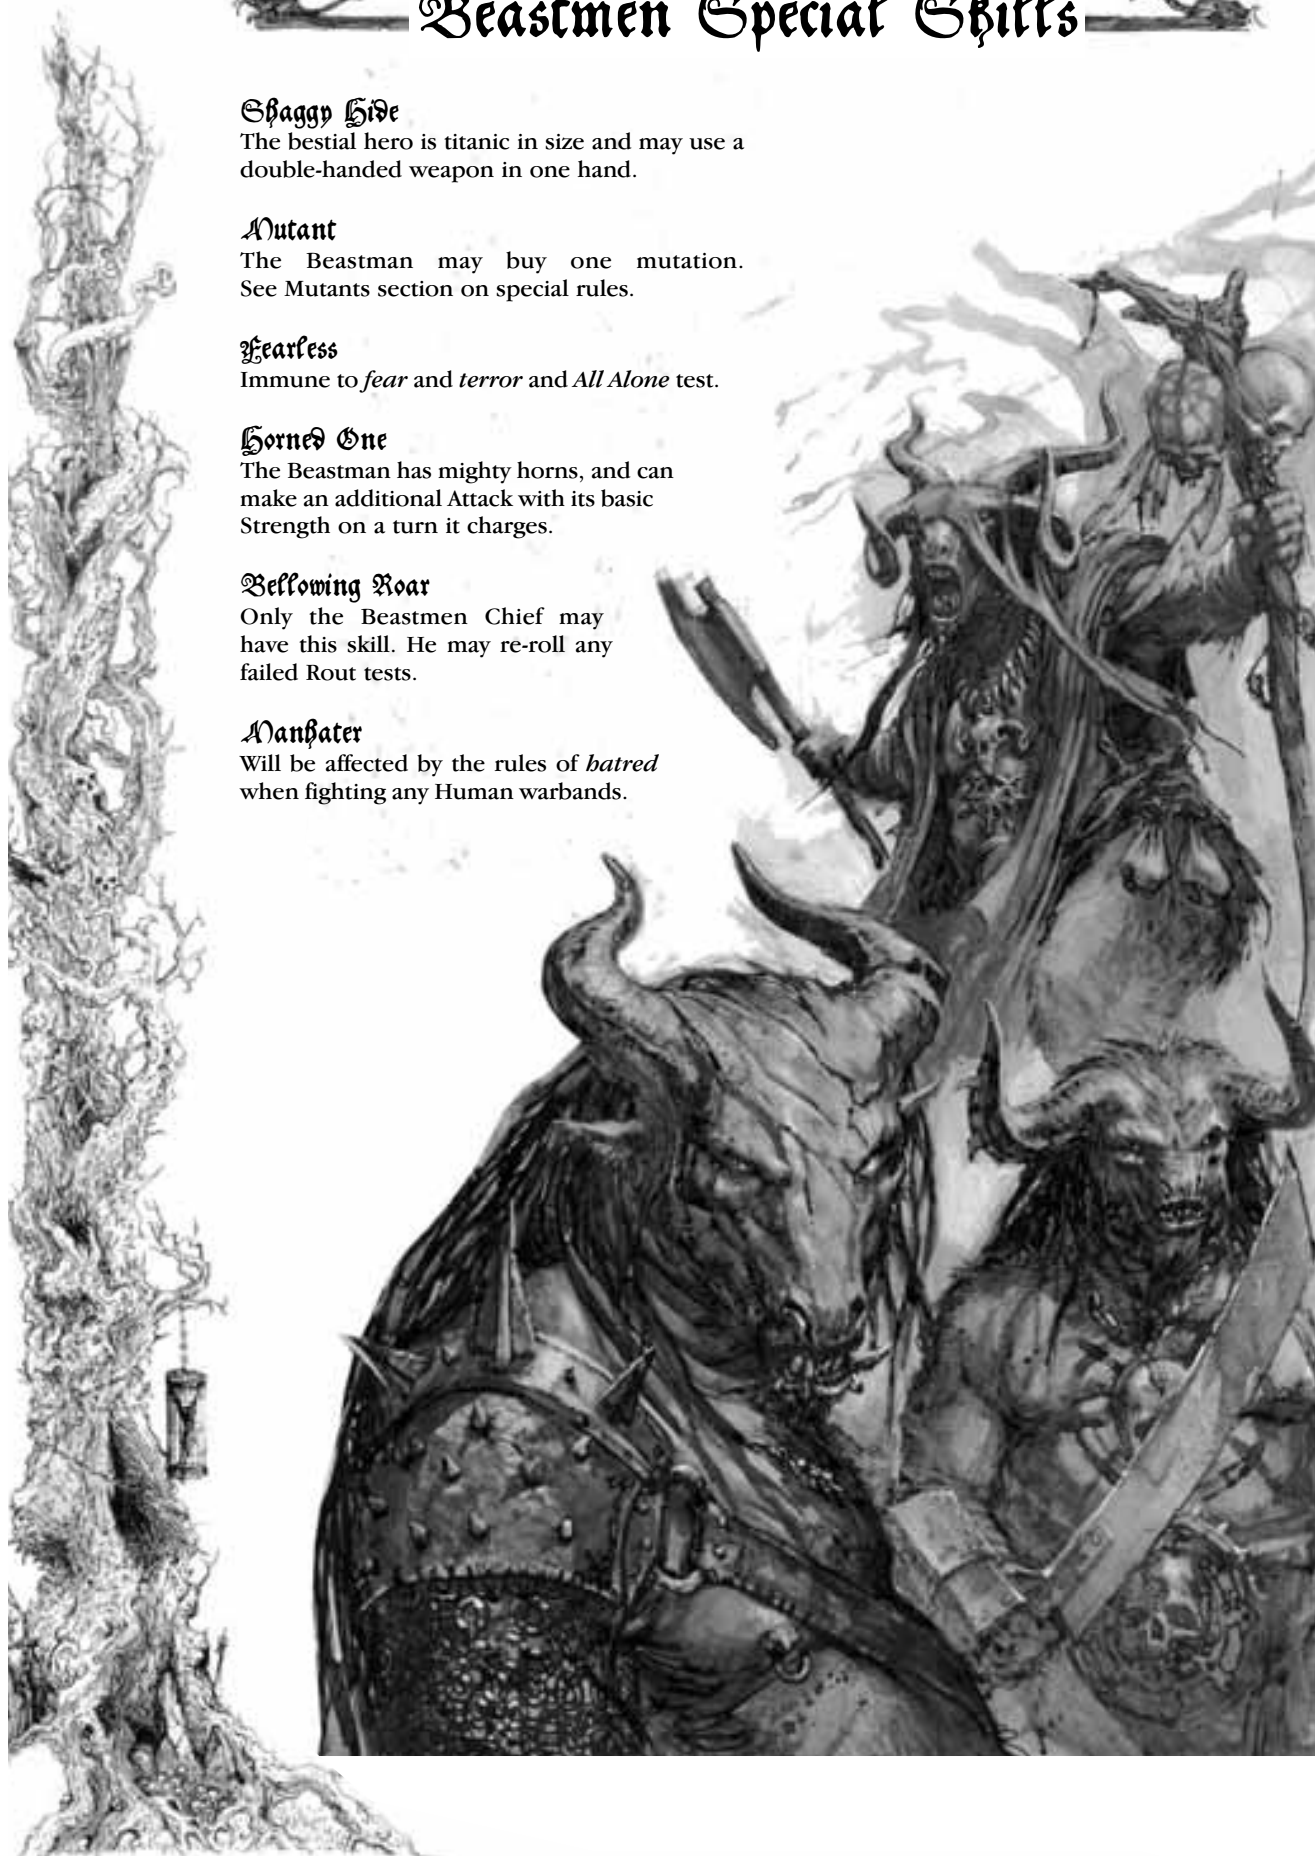 Beastmen Special Skills
Shaggy Hide
The bestial hero is titanic in size and may use a
double-handed weapon in one hand.
Mutant
The Beastman may buy one mutation.
See Mutants section on special rules.
Fearless
Immune to fear and terror and All Alone test.
Horned One
The Beastman has mighty horns, and can
make an additional Attack with its basic
Strength on a turn it charges.
Bellowing Roar
Only the Beastmen Chief may
have this skill. He may re-roll any
failed Rout tests.
Manhater
Will be affected by the rules of hatred
when fighting any Human warbands.